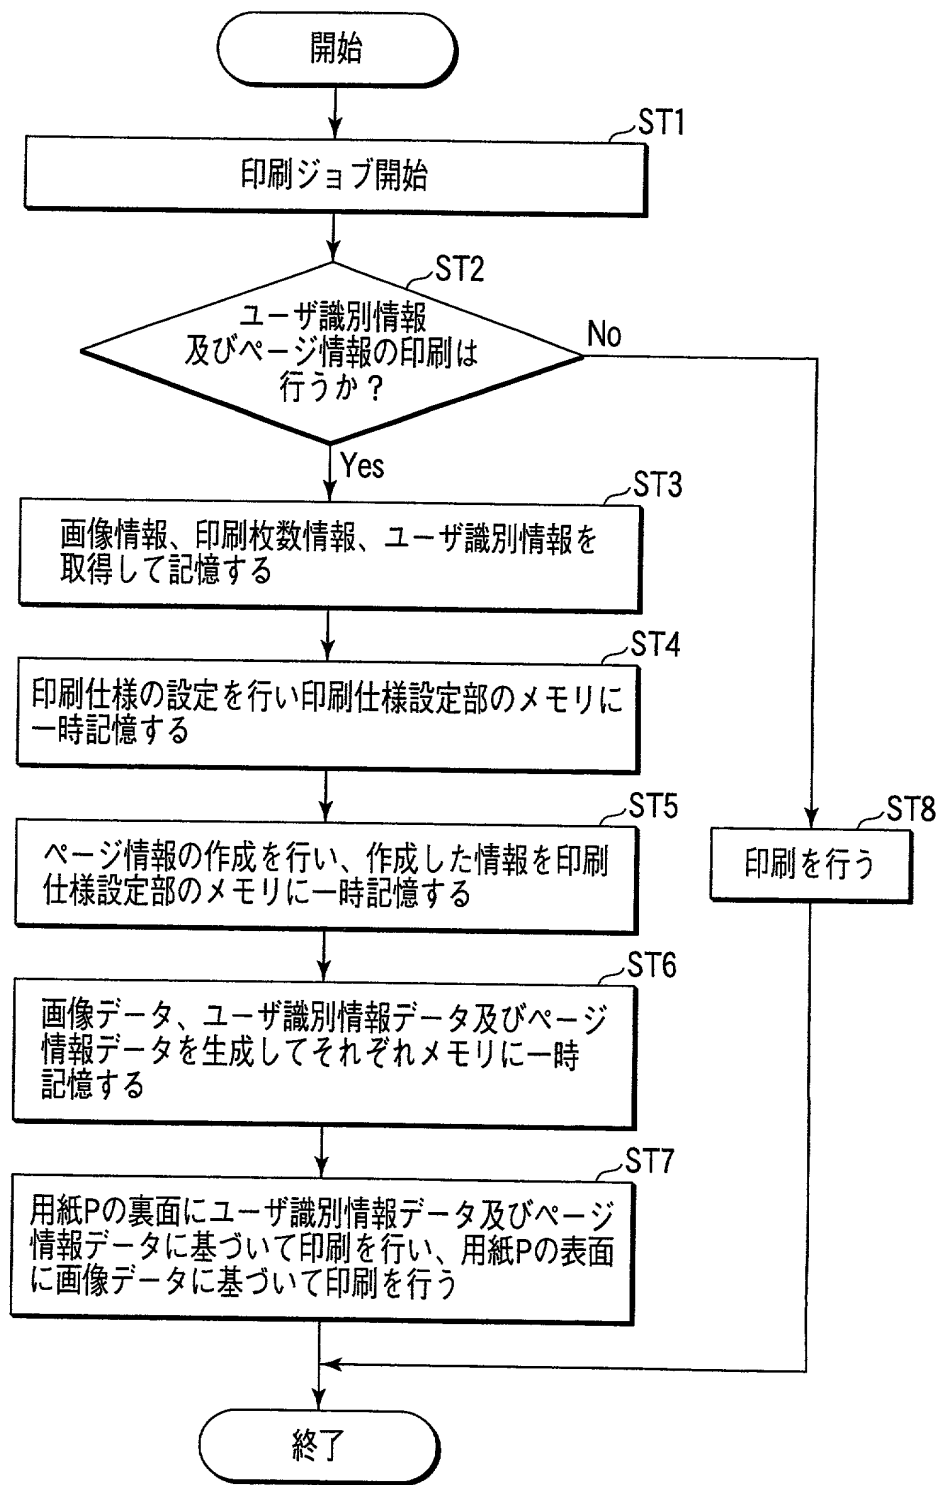 開始
ST1
印刷ジョブ開始
ST2
ユーザ識別情報
及びページ情報の印刷は
行うか？
No
Yes
ST3
画像情報、印刷枚数情報、ユーザ識別情報を
取得して記憶する
ST4
印刷仕様の設定を行い印刷仕様設定部のメモリに
一時記憶する
ST5
ページ情報の作成を行い、作成した情報を印刷
仕様設定部のメモリに一時記憶する
ST8
印刷を行う
ST6
画像データ、ユーザ識別情報データ及びページ
情報データを生成してそれぞれメモリに一時
記憶する
ST7
用紙Pの裏面にユーザ識別情報データ及びページ
情報データに基づいて印刷を行い、用紙Pの表面
に画像データに基づいて印刷を行う
終了